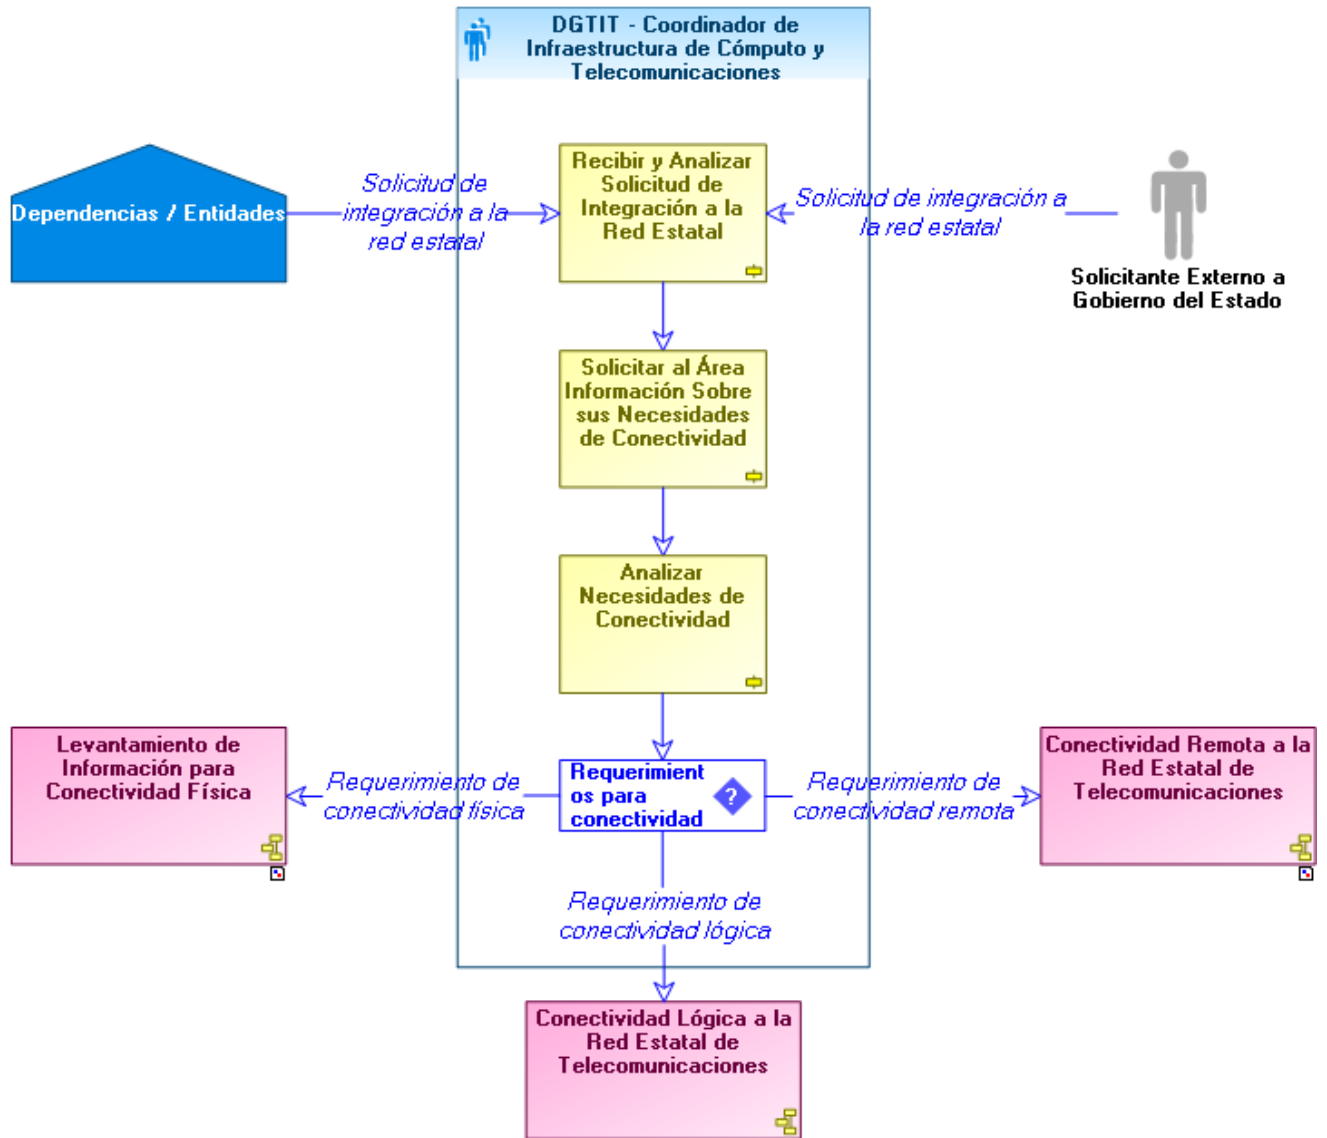 DGTIT - Coordinador de
Infraestructura de Cómputo y
Telecomunicaciones
Dependencias / Entidades
Solicitud de
integración a la
red estatal
Recibir y Analizar
Solicitud de
Integración a la
Red Estatal
Solicitud de integración a
la red estatal
Solicitante Externo a
Gobierno del Estado
Solicitar al Área
Información Sobre
sus Necesidades
de Conectividad
Analizar
Necesidades de
Conectividad
Levantamiento de
Información para
Conectividad Física
Requerimiento de
conectividad física
Requerimient
os para
conectividad
?
Requerimiento de
conectividad remota
Conectividad Remota a la
Red Estatal de
Telecomunicaciones
Requerimiento de
conectividad lógica
Conectividad Lógica a la
Red Estatal de
Telecomunicaciones